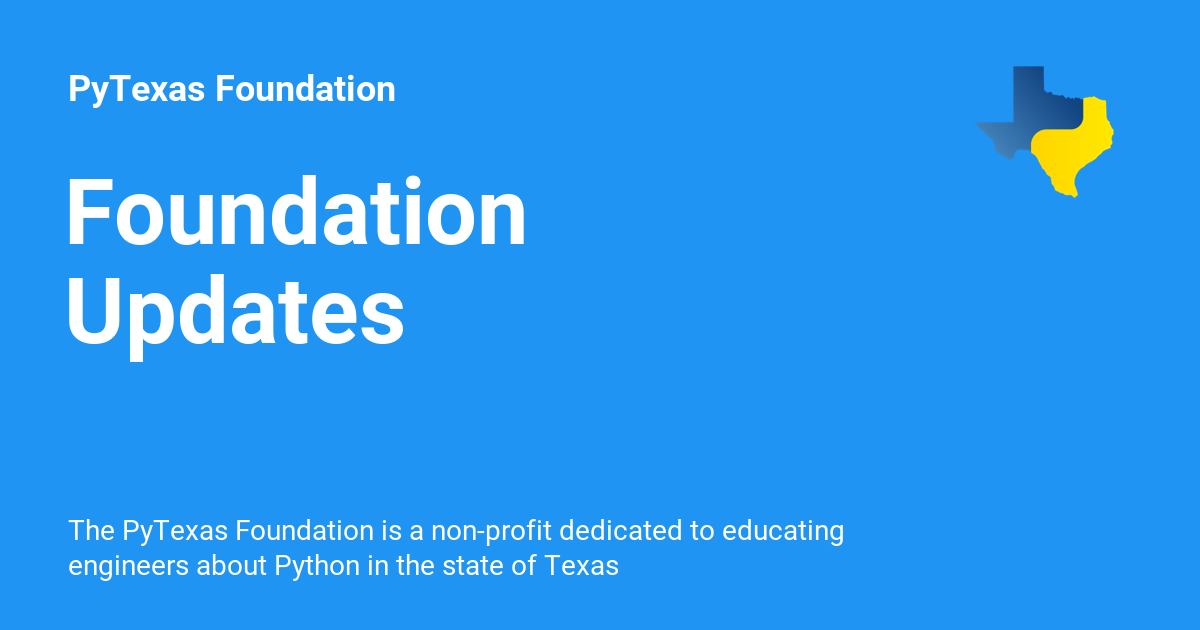 PyTexas Foundation
Foundation
Updates
The PyTexas Foundation is a non-profit dedicated to educating
engineers about Python in the state of Texas